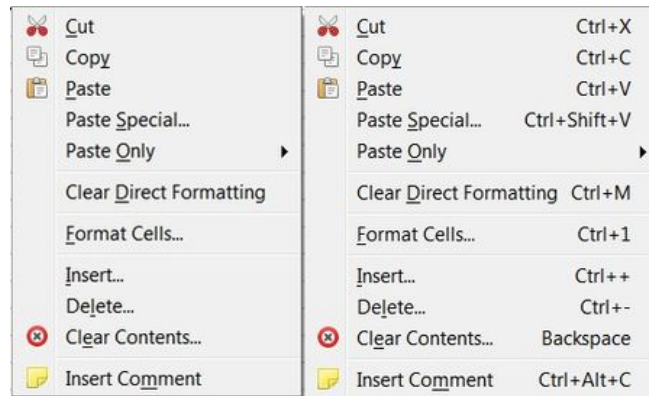 Cut
Copy
Paste
Paste Special...
Paste Only
Clear Direct Formatting
Format Cells...
Insert...
Delete...
Clear Contents...
Insert Comment
Cut Ctrl+X
Copy Ctrl+C
Paste Ctrl+V
Paste Special... Ctrl+Shift+V
Paste Only
Clear Direct Formatting Ctrl+M
Format Cells... Ctrl+1
Insert... Ctrl++
Delete... Ctrl+-
Clear Contents... Backspace
Insert Comment Ctrl+Alt+C